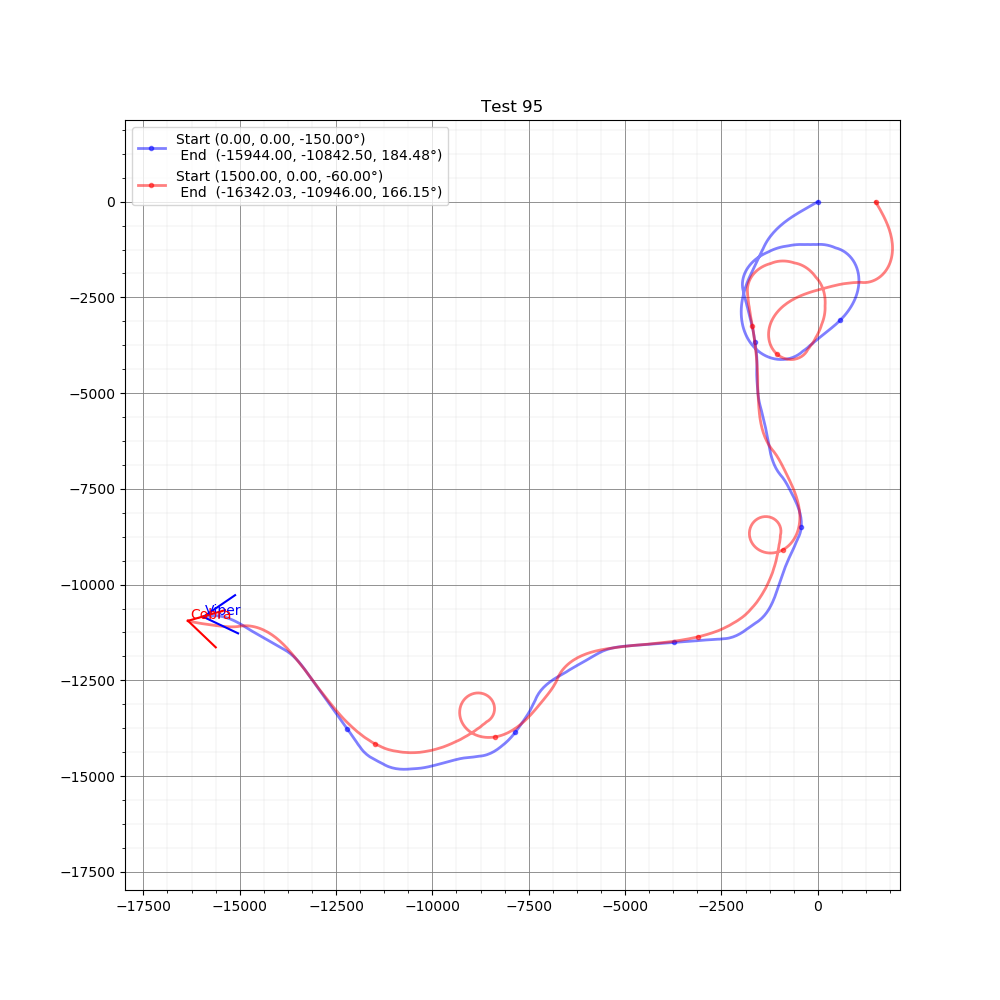 Test 95
Start (0.00, 0.00, -150.00°)
End  (-15944.00, -10842.50, 184.48°)
Start (1500.00, 0.00, -60.00°)
End  (-16342.03, -10946.00, 166.15°)
0
−2500
−5000
−7500
−10000
−12500
−15000
−17500
Viper
Cobra
−17500 −15000 −12500 −10000 −7500 −5000 −2500 0